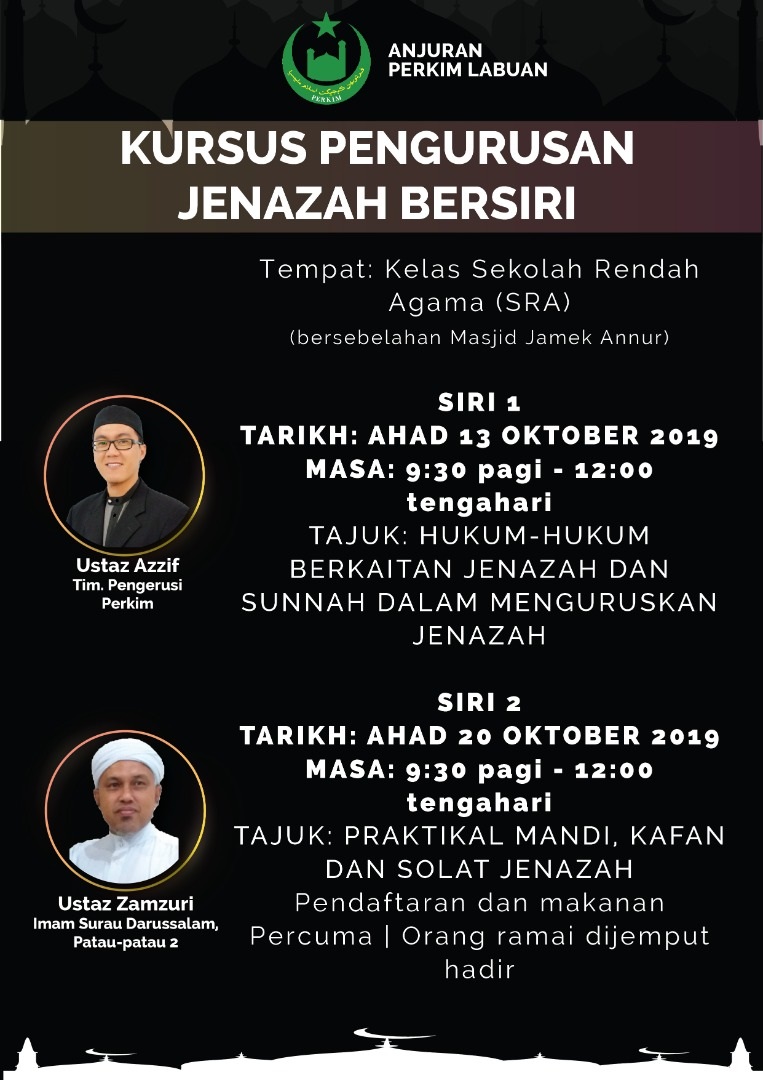 ANJURAN
PERKIM LABUAN
PERKIM
KURSUS PENGURUSAN
JENAZAH BERSIRI
Tempat: Kelas Sekolah Rendah
Agama (SRA)
(bersebelahan Masjid Jamek Annur)
SIRI 1
TARIKH: AHAD 13 OKTOBER 2019
MASA: 9:30 pagi - 12:00
tengahari
TAJUK: HUKUM-HUKUM
BERKAITAN JENAZAH DAN
SUNNAH DALAM MENGURUSKAN
JENAZAH
Ustaz Azzif
Tim. Pengerusi
Perkim
SIRI 2
TARIKH: AHAD 20 OKTOBER 2019
MASA: 9:30 pagi - 12:00
tengahari
TAJUK: PRAKTIKAL MANDI, KAFAN
DAN SOLAT JENAZAH
Pendaftaran dan makanan
Percuma | Orang ramai dijemput
hadir
Ustaz Zamzuri
Imam Surau Darussalam,
Patau-patau 2